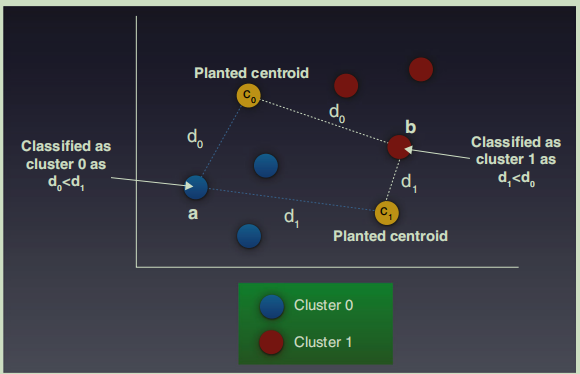 Planted centroid
C₀
d₀
d₀
b
Classified as
cluster 0 as
d₀<d₁
Classified as
cluster 1 as
d₁<d₀
a
d₁
d₁
C₁
Planted centroid
Cluster 0
Cluster 1